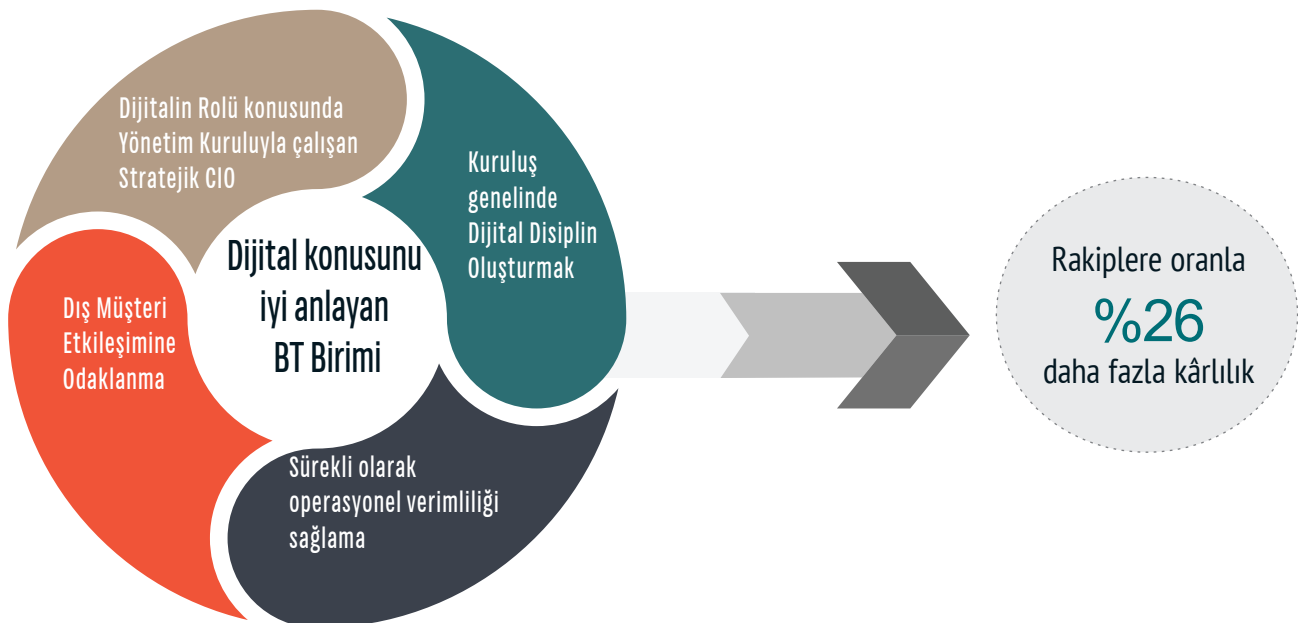 Dijitalin Rolü konusunda
Yönetim Kuruluyla çalışan
Stratejik CIO
Kuruluş
genelinde
Dijital Disiplin
Oluşturmak
Dijital konusunu
iyi anlayan
BT Birimi
Dış Müşteri
Etkileşimine
Odaklanma
Sürekli olarak
operasyonel verimliliği
sağlama
Rakiplere oranla
%26
daha fazla kârlılık